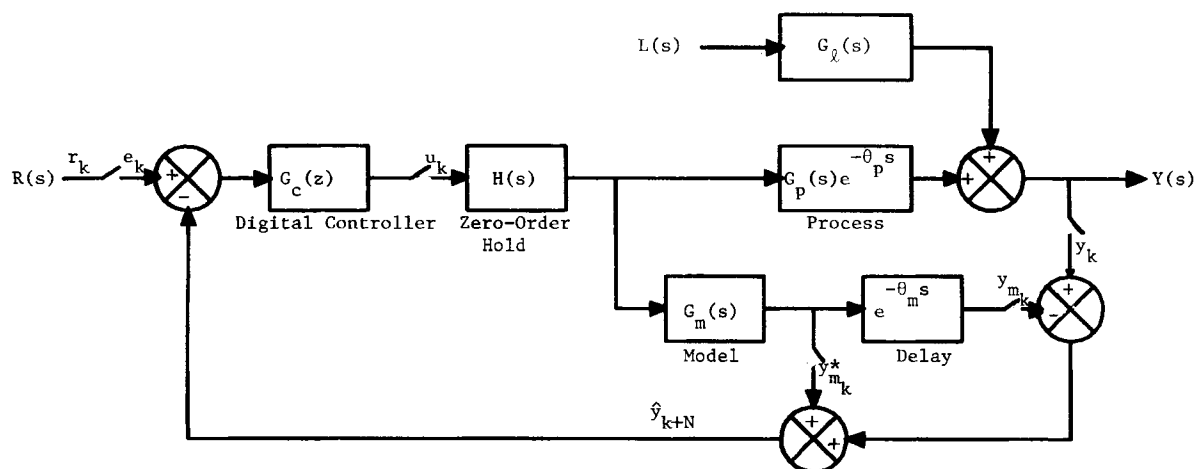 L(s)
G_ℓ(s)
R(s)
r_k
e_k
+
-
G_c(z)
Digital Controller
u_k
H(s)
Zero-Order
Hold
G_p(s)e^{-θ_p s}
Process
+
+
Y(s)
y_k
G_m(s)
Model
e^{-θ_m s}
Delay
y_{m_k}
+
-
y*_{m_k}
+
+
ŷ_{k+N}